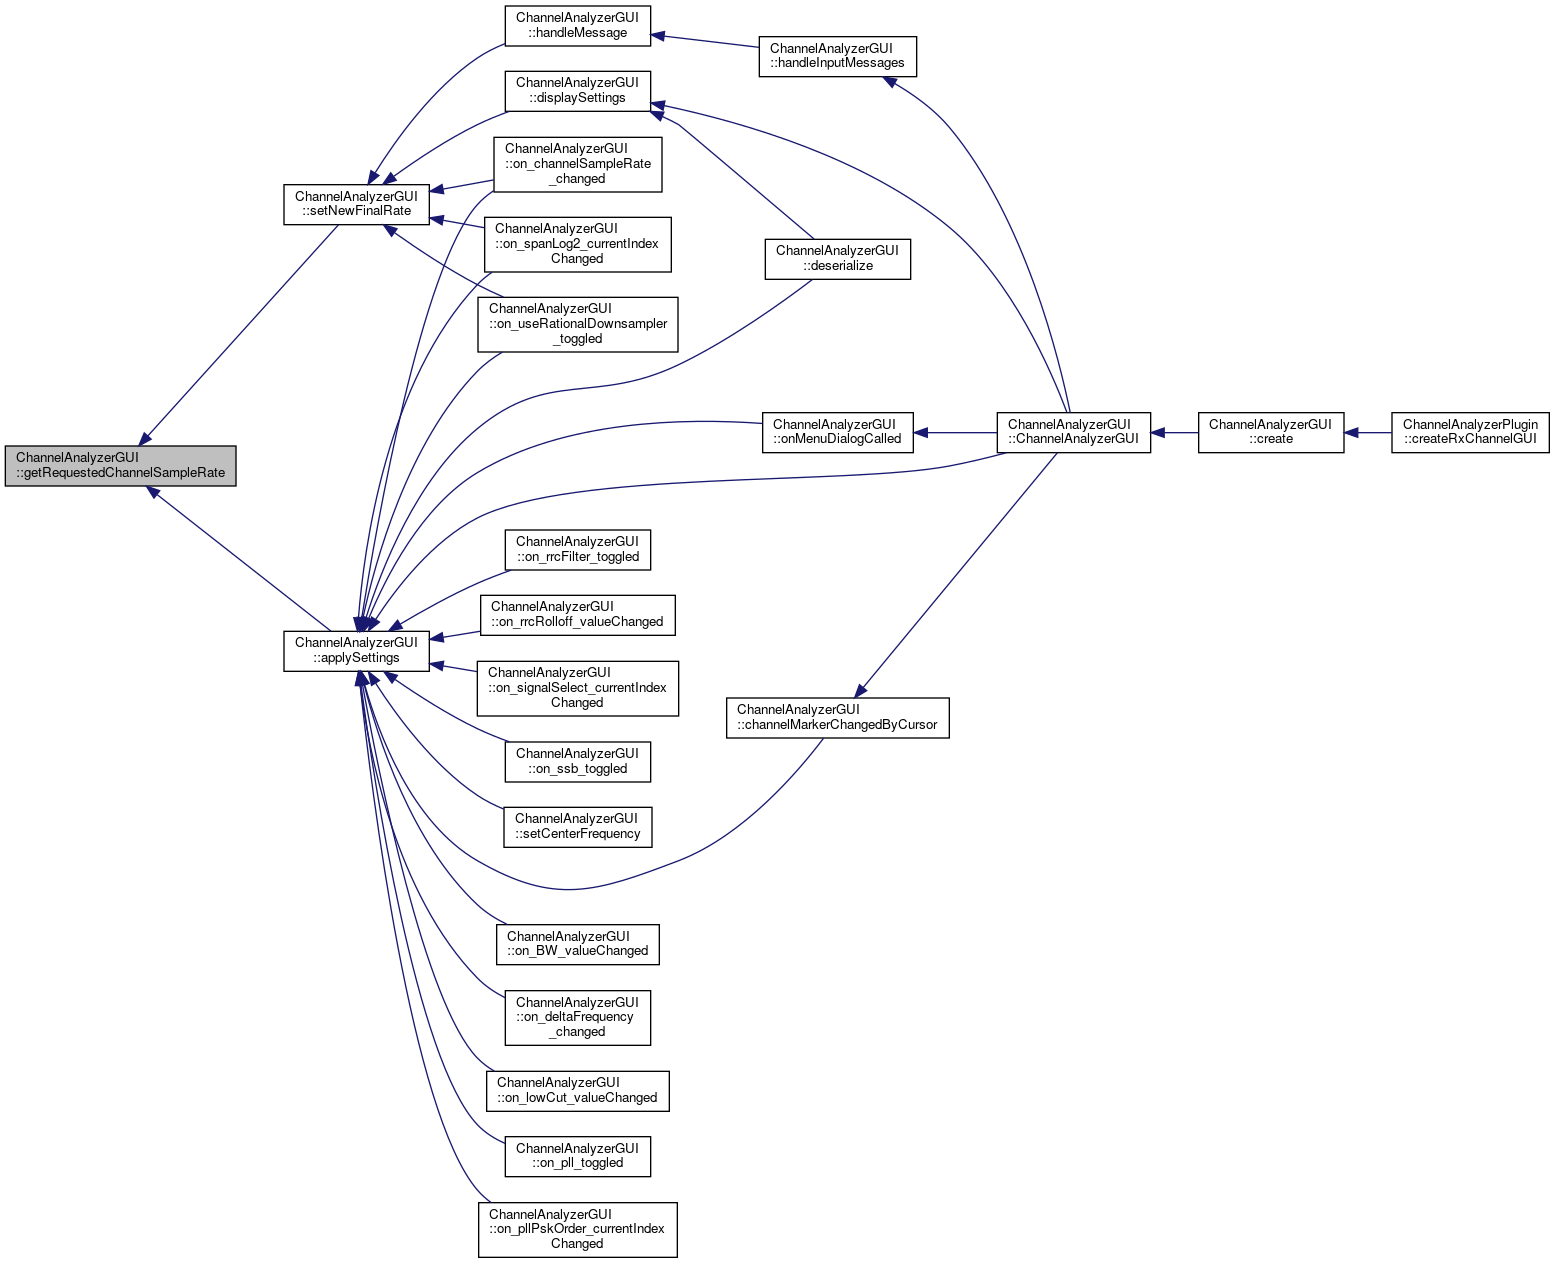 ChannelAnalyzerGUI
::handleMessage
ChannelAnalyzerGUI
::handleInputMessages
ChannelAnalyzerGUI
::displaySettings
ChannelAnalyzerGUI
::on_channelSampleRate
_changed
ChannelAnalyzerGUI
::setNewFinalRate
ChannelAnalyzerGUI
::on_spanLog2_currentIndex
Changed
ChannelAnalyzerGUI
::deserialize
ChannelAnalyzerGUI
::on_useRationalDownsampler
_toggled
ChannelAnalyzerGUI
::getRequestedChannelSampleRate
ChannelAnalyzerGUI
::onMenuDialogCalled
ChannelAnalyzerGUI
::ChannelAnalyzerGUI
ChannelAnalyzerGUI
::create
ChannelAnalyzerPlugin
::createRxChannelGUI
ChannelAnalyzerGUI
::on_rrcFilter_toggled
ChannelAnalyzerGUI
::on_rrcRolloff_valueChanged
ChannelAnalyzerGUI
::applySettings
ChannelAnalyzerGUI
::on_signalSelect_currentIndex
Changed
ChannelAnalyzerGUI
::channelMarkerChangedByCursor
ChannelAnalyzerGUI
::on_ssb_toggled
ChannelAnalyzerGUI
::setCenterFrequency
ChannelAnalyzerGUI
::on_BW_valueChanged
ChannelAnalyzerGUI
::on_deltaFrequency
_changed
ChannelAnalyzerGUI
::on_lowCut_valueChanged
ChannelAnalyzerGUI
::on_pll_toggled
ChannelAnalyzerGUI
::on_pllPskOrder_currentIndex
Changed